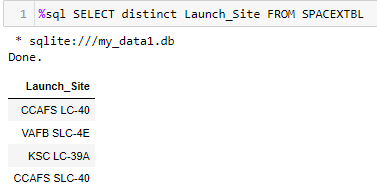 1 %sql SELECT distinct Launch_Site FROM SPACEXTBL
* sqlite:///my_data1.db
Done.
Launch_Site
CCAFS LC-40
VAFB SLC-4E
KSC LC-39A
CCAFS SLC-40